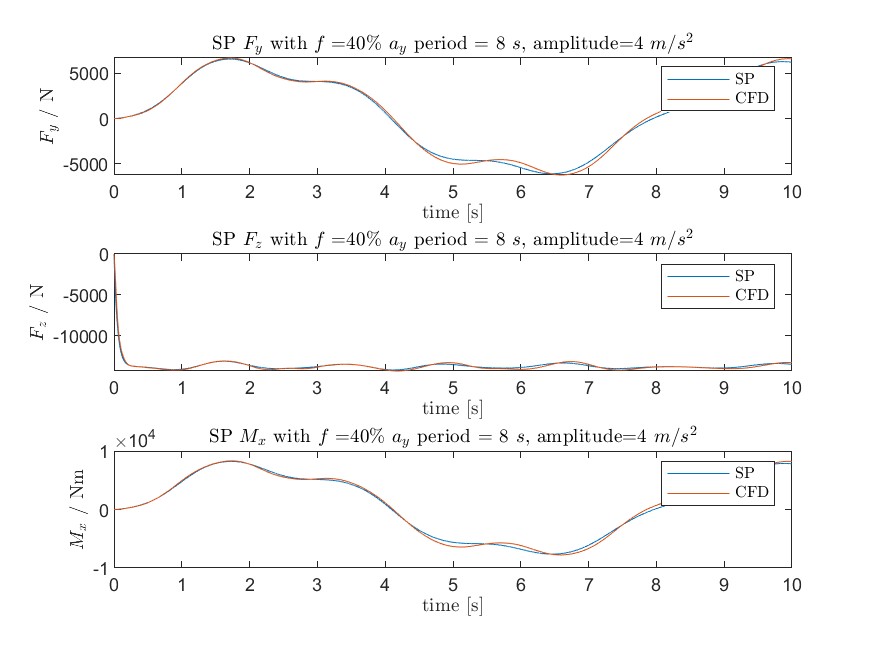 SP F_y with f =40% a_y period = 8 s, amplitude=4 m/s^2
F_y / N
5000
0
-5000
SP
CFD
0 1 2 3 4 5 6 7 8 9 10
time [s]
SP F_z with f =40% a_y period = 8 s, amplitude=4 m/s^2
F_z / N
0
-5000
-10000
SP
CFD
0 1 2 3 4 5 6 7 8 9 10
time [s]
SP M_x with f =40% a_y period = 8 s, amplitude=4 m/s^2
×10^4
M_x / Nm
1
0
-1
SP
CFD
0 1 2 3 4 5 6 7 8 9 10
time [s]